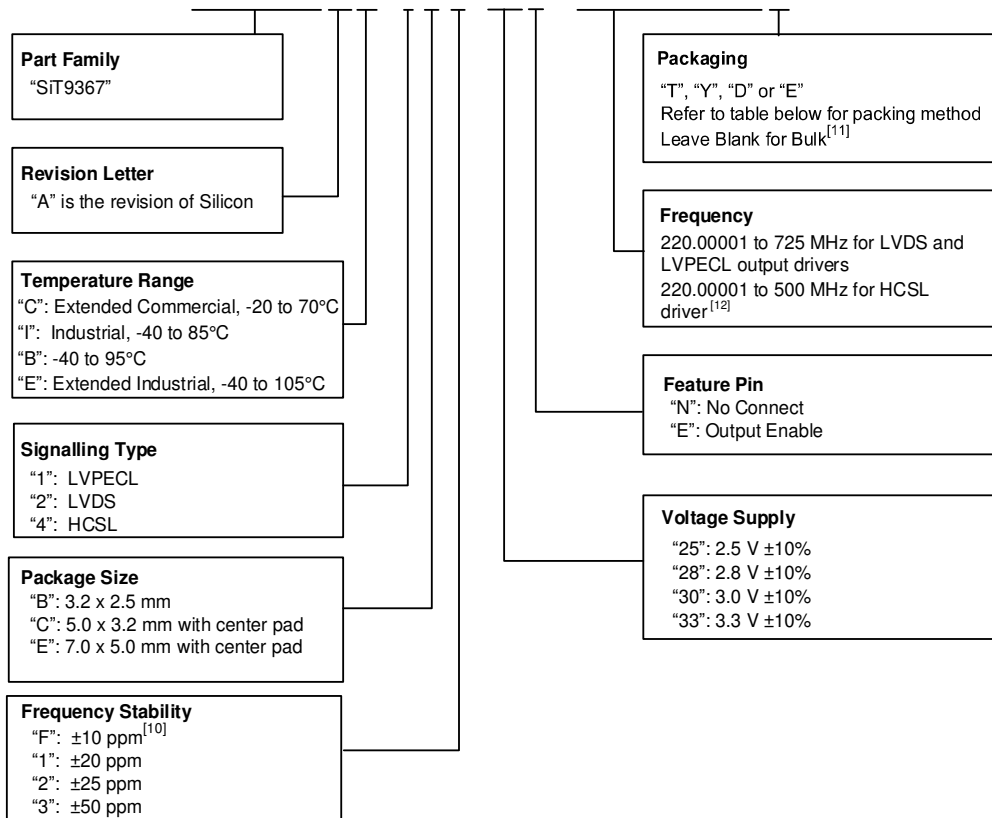 Part Family
“SiT9367”
Revision Letter
“A” is the revision of Silicon
Temperature Range
“C”: Extended Commercial, -20 to 70°C
“I”: Industrial, -40 to 85°C
“B”: -40 to 95°C
“E”: Extended Industrial, -40 to 105°C
Signalling Type
“1”: LVPECL
“2”: LVDS
“4”: HCSL
Package Size
“B”: 3.2 x 2.5 mm
“C”: 5.0 x 3.2 mm with center pad
“E”: 7.0 x 5.0 mm with center pad
Frequency Stability
“F”: ±10 ppm[10]
“1”: ±20 ppm
“2”: ±25 ppm
“3”: ±50 ppm
Packaging
“T”, “Y”, “D” or “E”
Refer to table below for packing method
Leave Blank for Bulk[11]
Frequency
220.00001 to 725 MHz for LVDS and
LVPECL output drivers
220.00001 to 500 MHz for HCSL
driver[12]
Feature Pin
“N”: No Connect
“E”: Output Enable
Voltage Supply
“25”: 2.5 V ±10%
“28”: 2.8 V ±10%
“30”: 3.0 V ±10%
“33”: 3.3 V ±10%